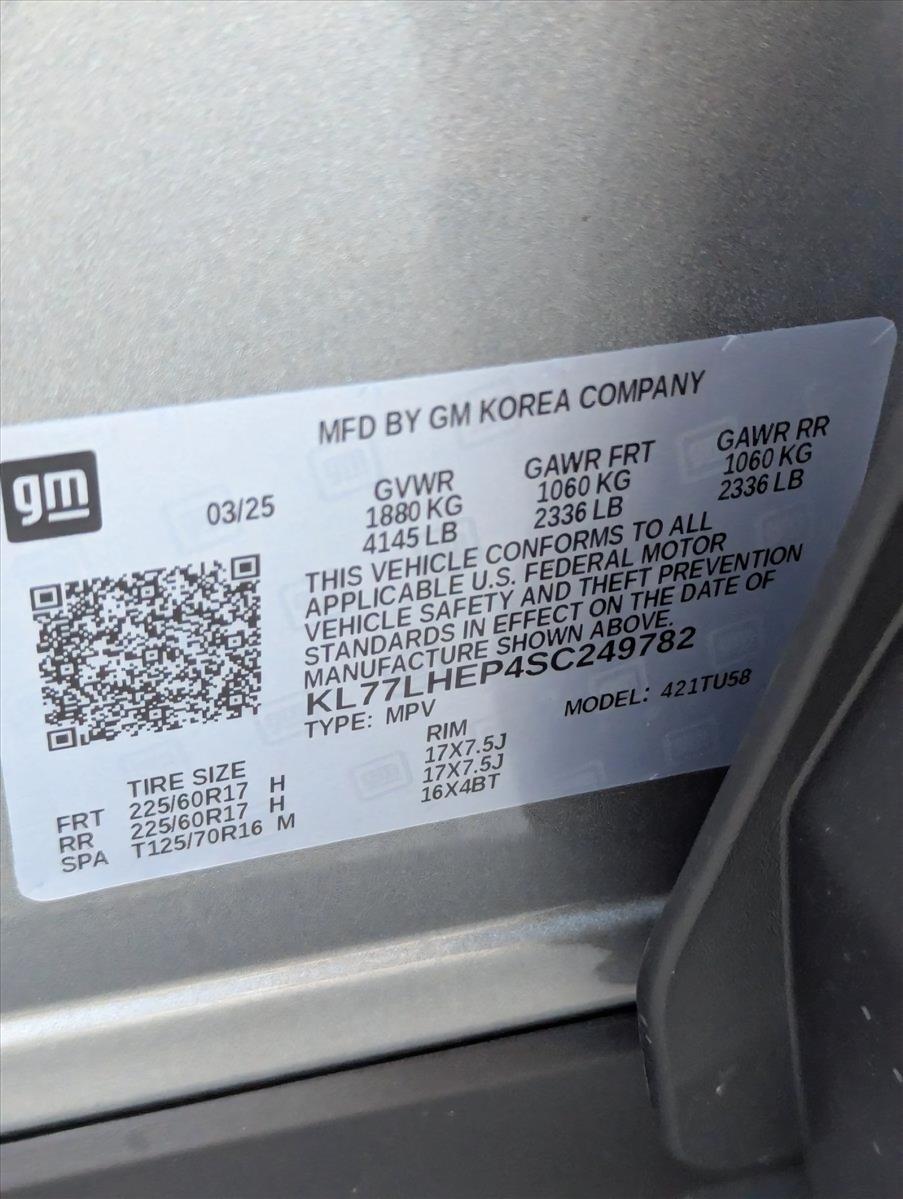 MFD BY GM KOREA COMPANY
gm
03/25
GVWR
1880 KG
4145 LB
GAWR FRT
1060 KG
2336 LB
GAWR RR
1060 KG
2336 LB
THIS VEHICLE CONFORMS TO ALL
APPLICABLE U.S. FEDERAL MOTOR
VEHICLE SAFETY AND THEFT PREVENTION
STANDARDS IN EFFECT ON THE DATE OF
MANUFACTURE SHOWN ABOVE.
KL77LHEP4SC249782
TYPE: MPV
MODEL: 421TU58
TIRE SIZE
RIM
FRT 225/60R17 H 17X7.5J
RR 225/60R17 H 17X7.5J
SPA T125/70R16 M 16X4BT